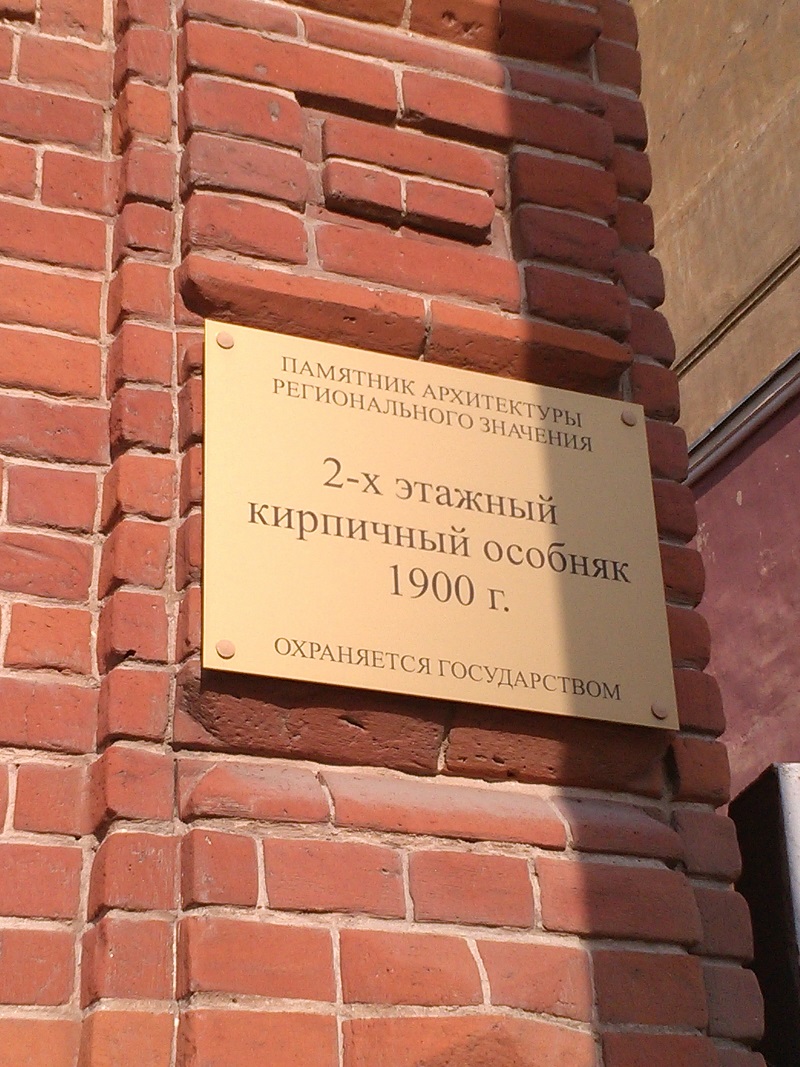 ПАМЯТНИК АРХИТЕКТУРЫ
РЕГИОНАЛЬНОГО ЗНАЧЕНИЯ
2-х этажный
кирпичный особняк
1900 г.
ОХРАНЯЕТСЯ ГОСУДАРСТВОМ